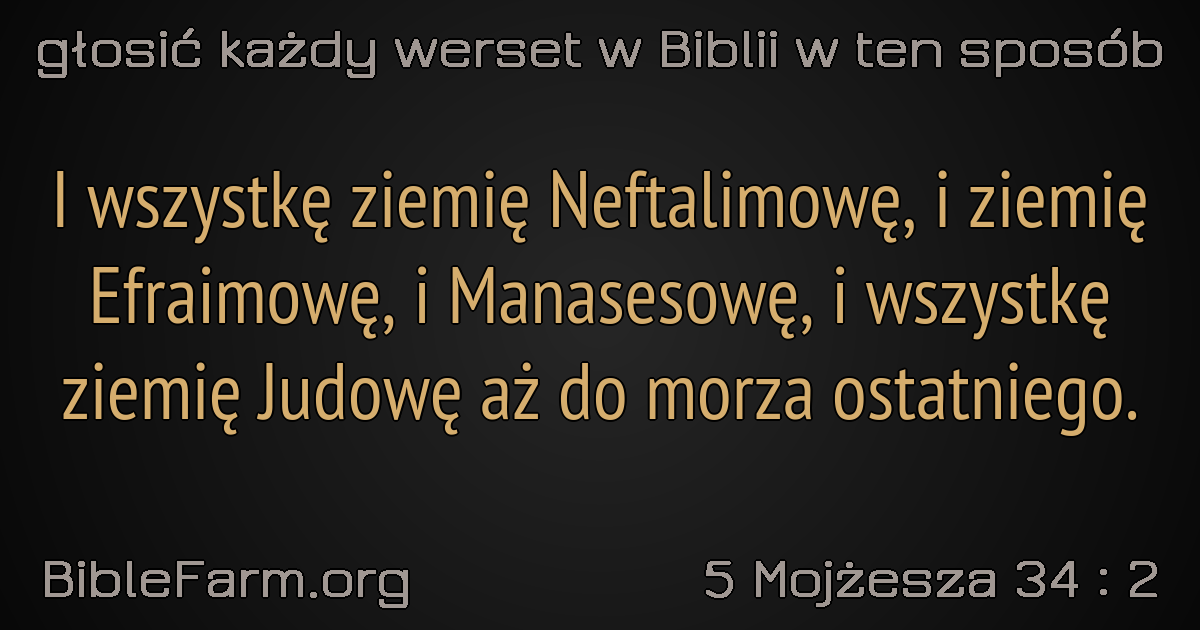 głosić każdy werset w Biblii w ten sposób
I wszystkę ziemię Neftalimowę, i ziemię
Efraimowę, i Manasesowę, i wszystkę
ziemię Judowę aż do morza ostatniego.
BibleFarm.org
5 Mojżesza 34 : 2